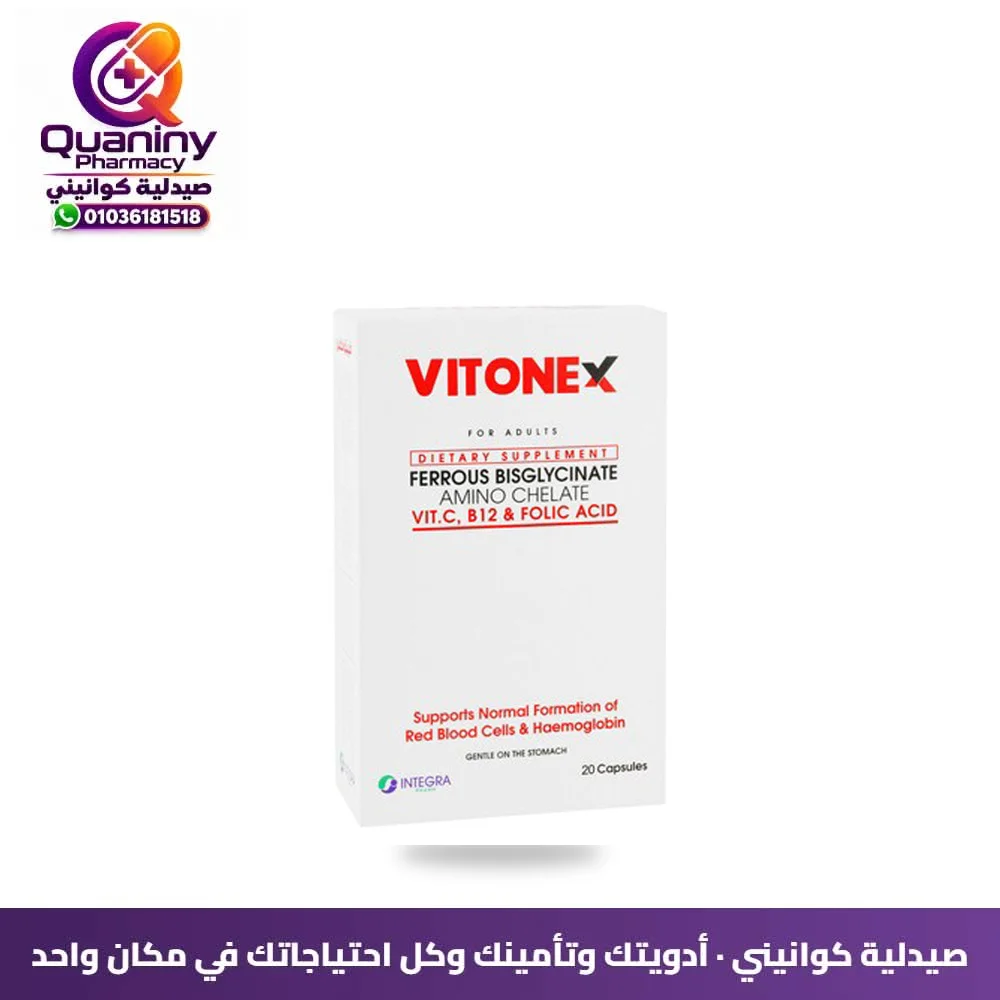 Quaniny
Pharmacy
صيدلية كوانيني
01036181518
VITONEX
FOR ADULTS
DIETARY SUPPLEMENT
FERROUS BISGLYCINATE
AMINO CHELATE
VIT.C, B12 & FOLIC ACID
Supports Normal Formation of
Red Blood Cells & Haemoglobin
GENTLE ON THE STOMACH
20 Capsules
INTEGRA
صيدلية كوانيني · أدويتك وتأمينك وكل احتياجاتك في مكان واحد